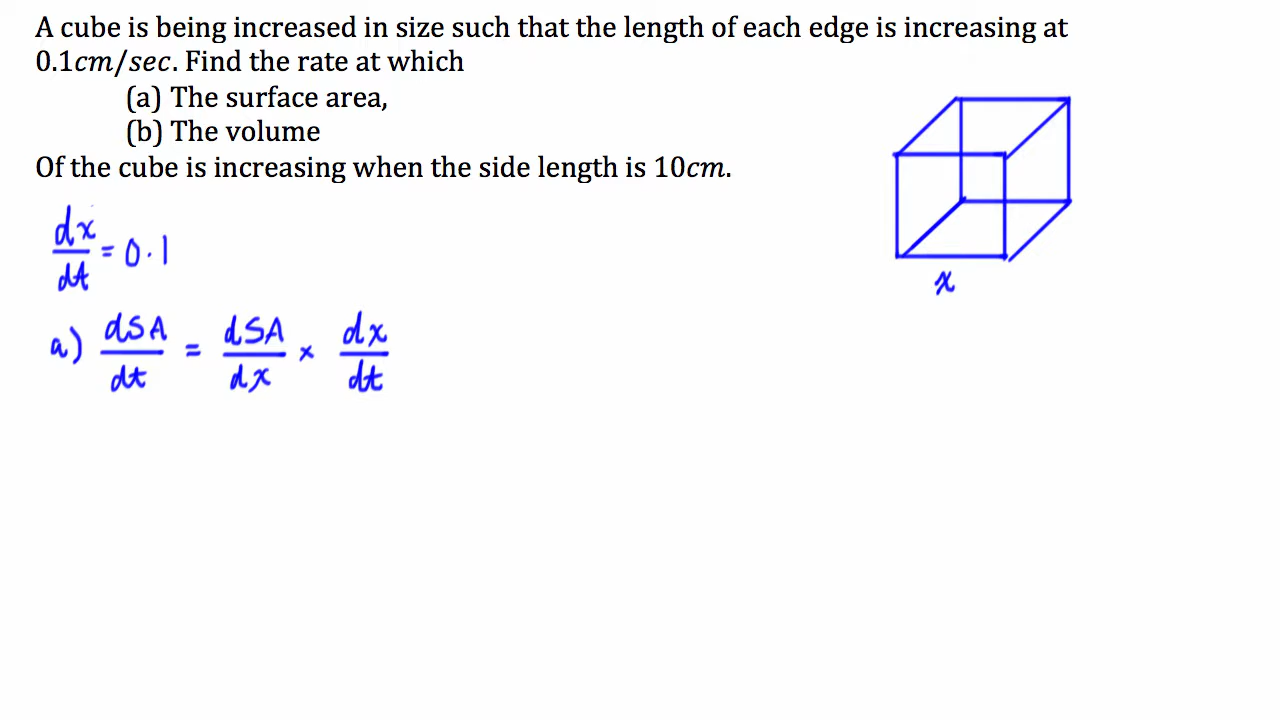 A cube is being increased in size such that the length of each edge is increasing at
0.1cm/sec. Find the rate at which
(a) The surface area,
(b) The volume
Of the cube is increasing when the side length is 10cm.
dx/dt = 0.1
a) dSA/dt = dSA/dx × dx/dt
x